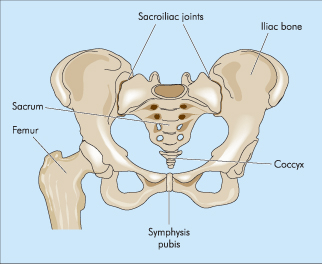 Sacroiliac joints
Iliac bone
Sacrum
Femur
Coccyx
Symphysis
pubis